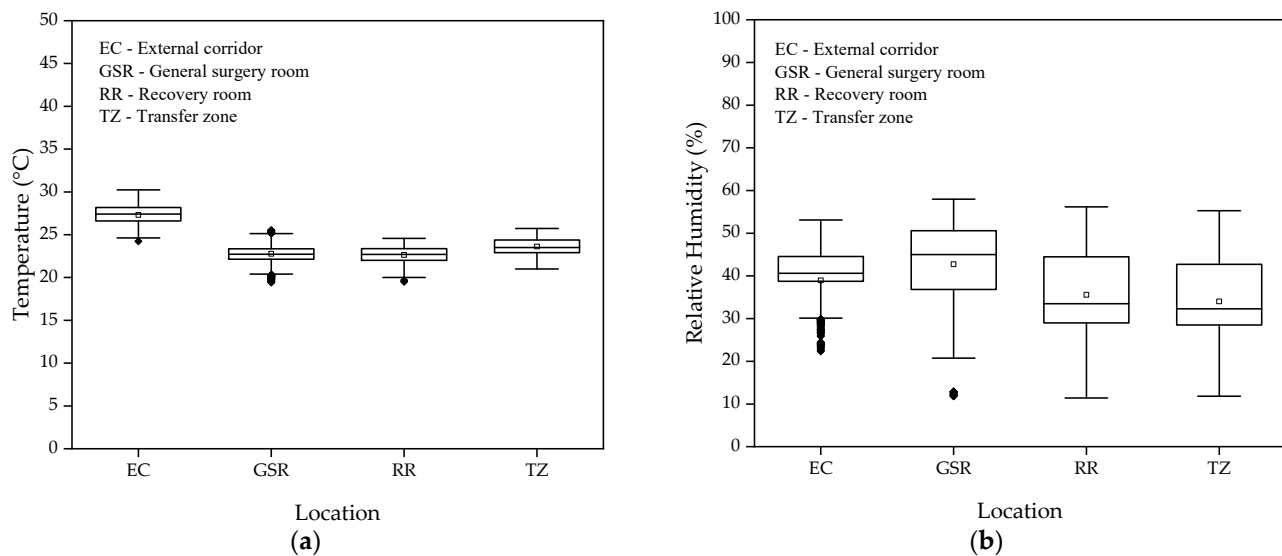 50
45
40
35
30
25
20
15
10
5
0
Temperature (°C)
EC - External corridor
GSR - General surgery room
RR - Recovery room
TZ - Transfer zone
EC GSR RR TZ
Location
(a)
100
90
80
70
60
50
40
30
20
10
0
Relative Humidity (%)
EC - External corridor
GSR - General surgery room
RR - Recovery room
TZ - Transfer zone
EC GSR RR TZ
Location
(b)